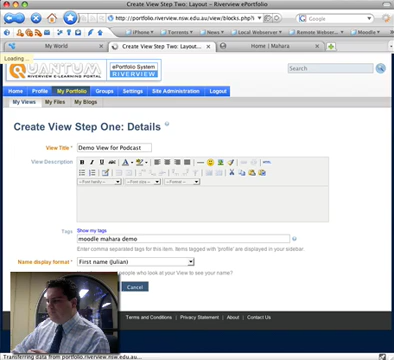 Create View Step Two: Layout – Riverview ePortfolio
http://portfolio.riverview.nsw.edu.au/view/blocks.php?i
Google
iPhone
Torrents
News
Local Webserver
Remote Webserver
Moodle
My World
Create View Step Two: Layout...
Home | Mahara
Loading ...
QUANTUM
RIVERVIEW E-LEARNING PORTAL
ePortfolio System
RIVERVIEW
Search
Home
Profile
My Portfolio
Groups
Settings
Site Administration
Logout
My Views
My Files
My Blogs
Create View Step One: Details
View Title *
Demo View for Podcast
View Description
HTML
-- Font family --
-- Font size --
-- Format --
Tags
Show my tags
moodle mahara demo
Enter comma separated tags for this item. Items tagged with 'profile' are displayed in your sidebar.
Name display format *
First name (Julian)
people who look at your View to see your name?
Cancel
Terms and Conditions | Privacy Statement | About | Contact Us
Transferring data from portfolio.riverview.nsw.edu.au...